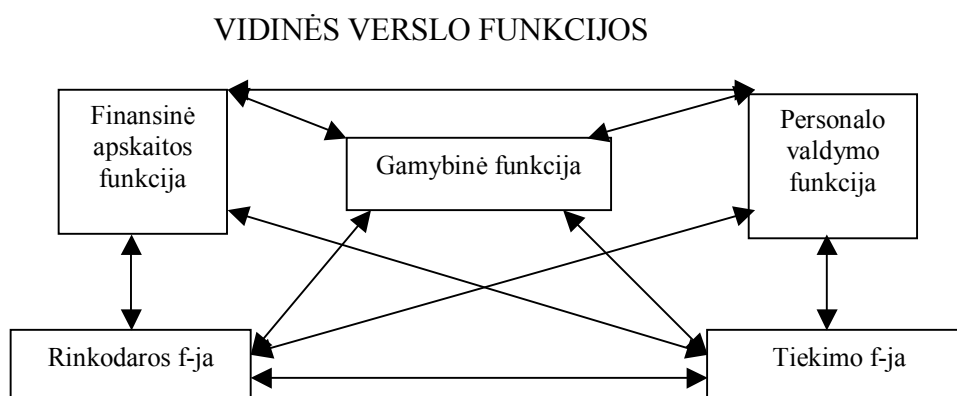 VIDINĖS VERSLO FUNKCIJOS
Finansinė
apskaitos
funkcija
Gamybinė funkcija
Personalo
valdymo
funkcija
Rinkodaros f-ja
Tiekimo f-ja